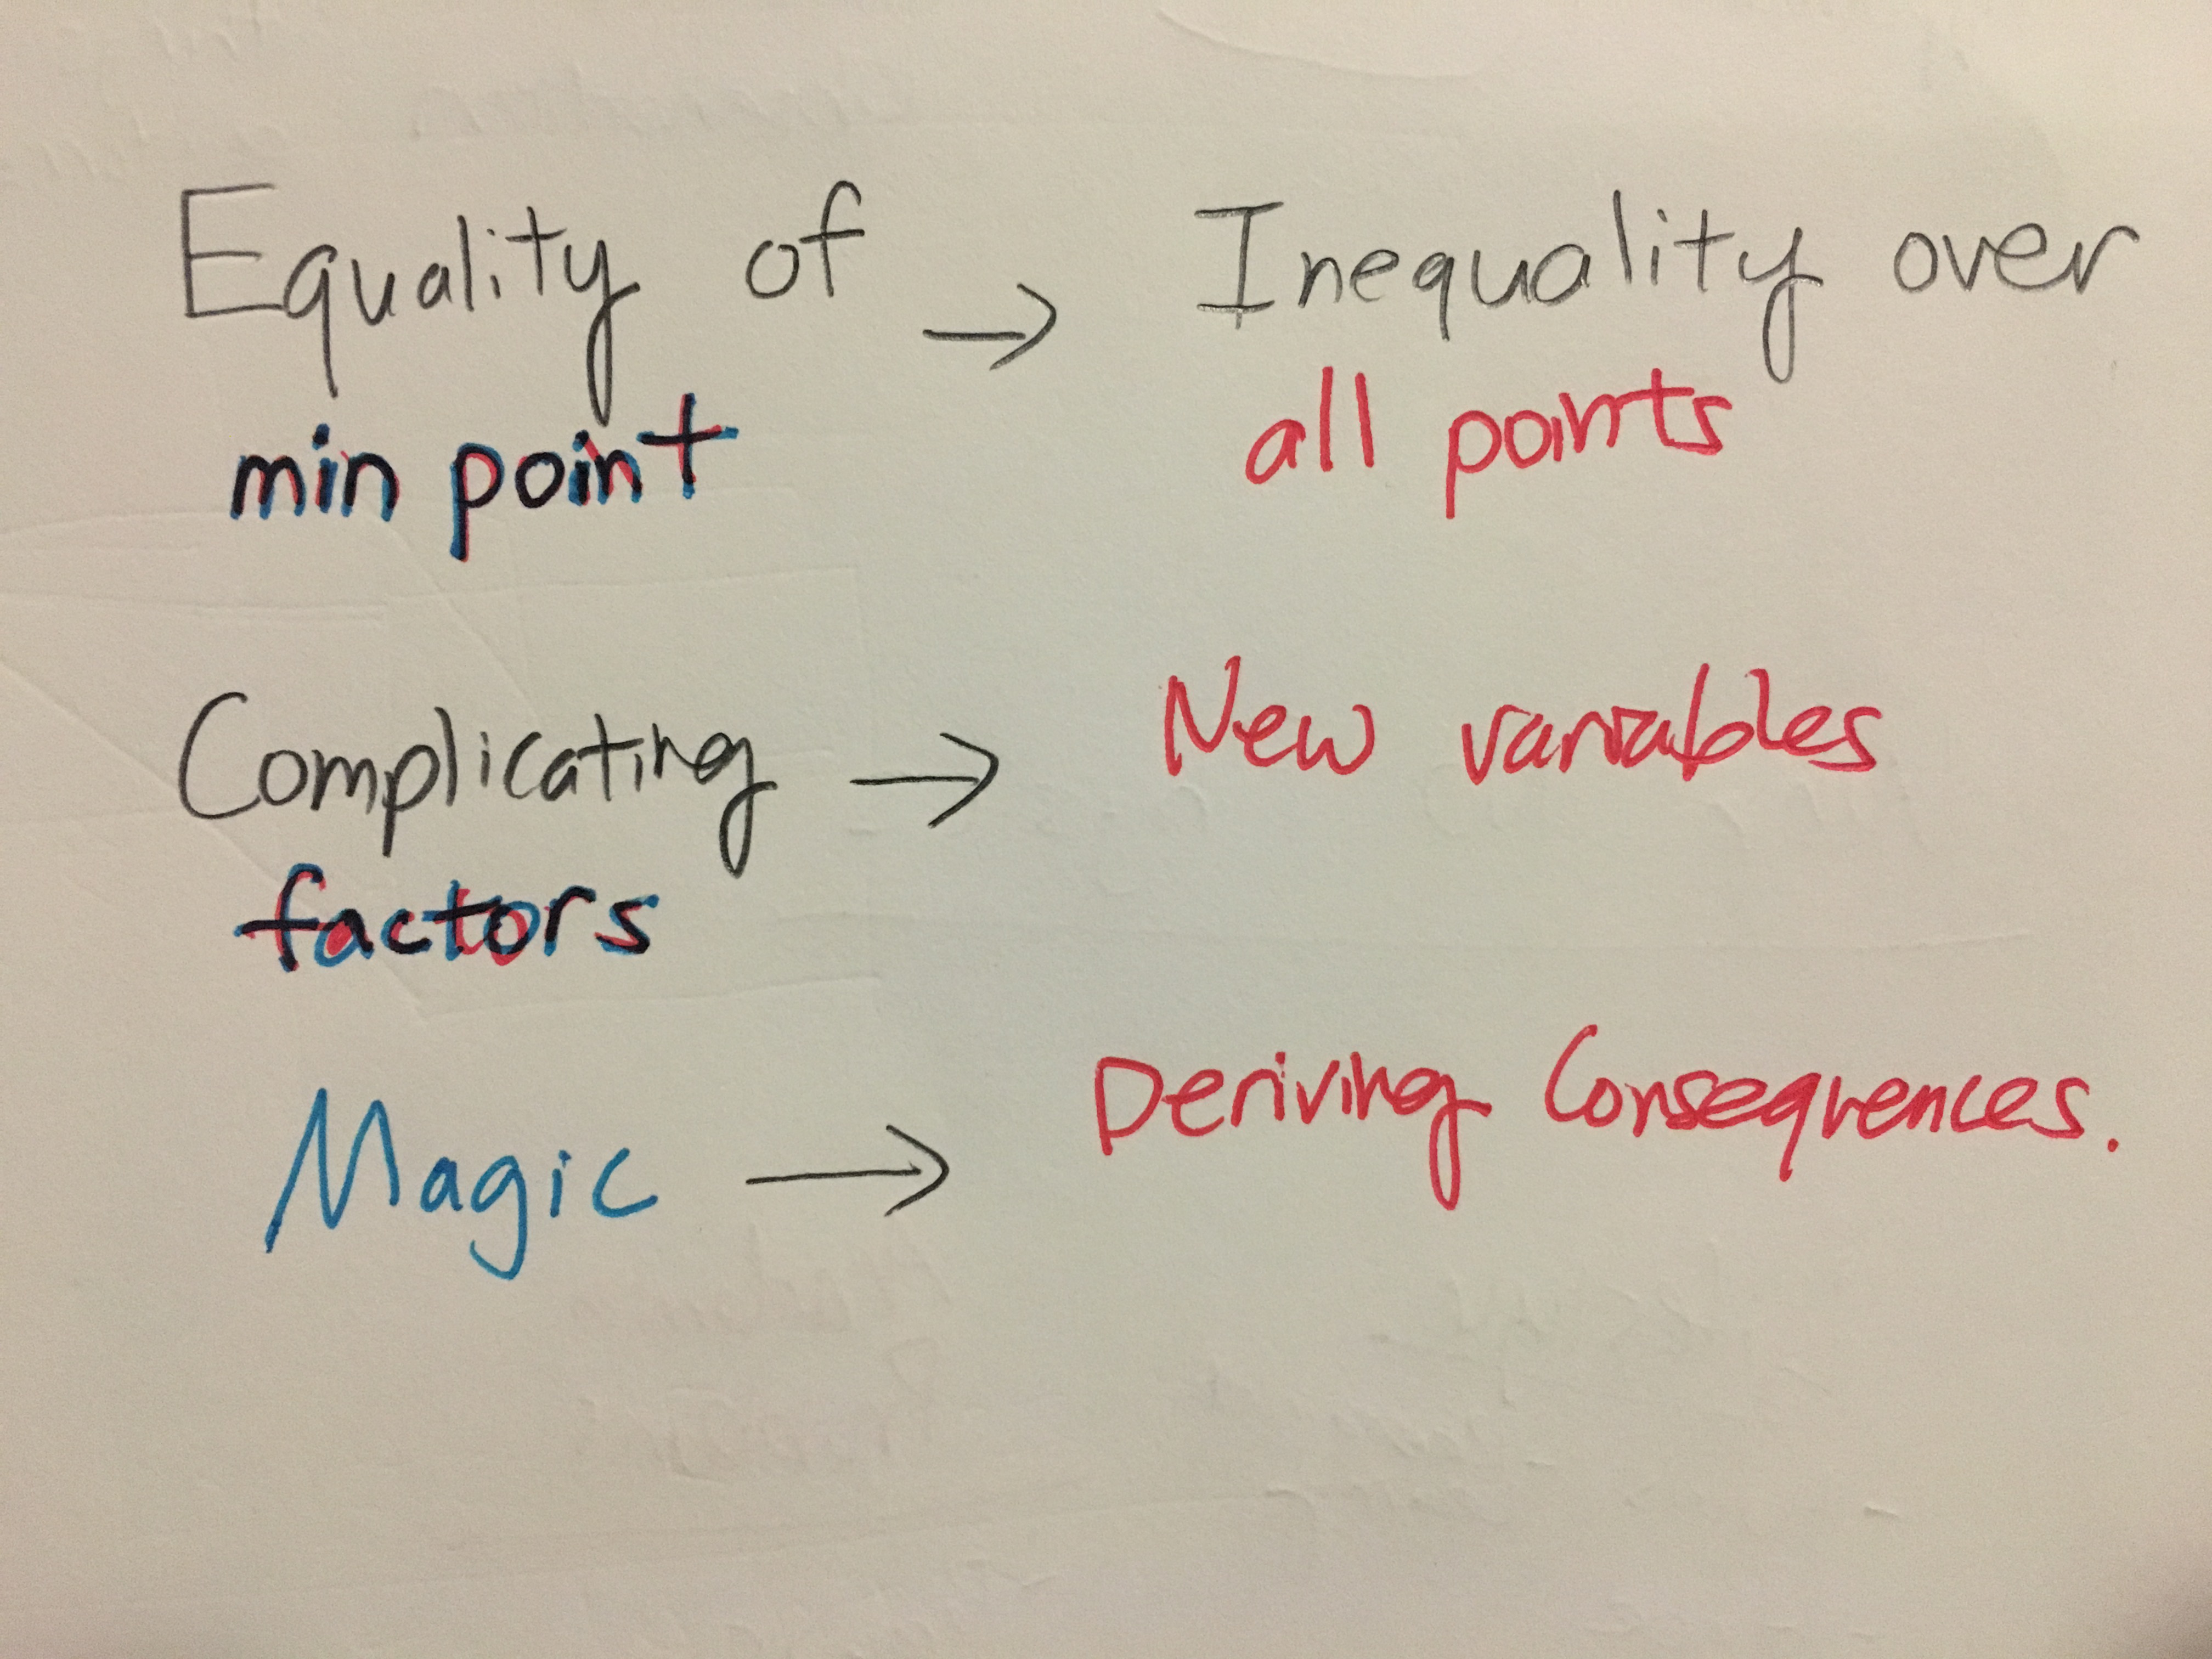 Equality of → Inequality over
min point all points
Complicating → New variables
factors
Magic → Deriving Consequences.